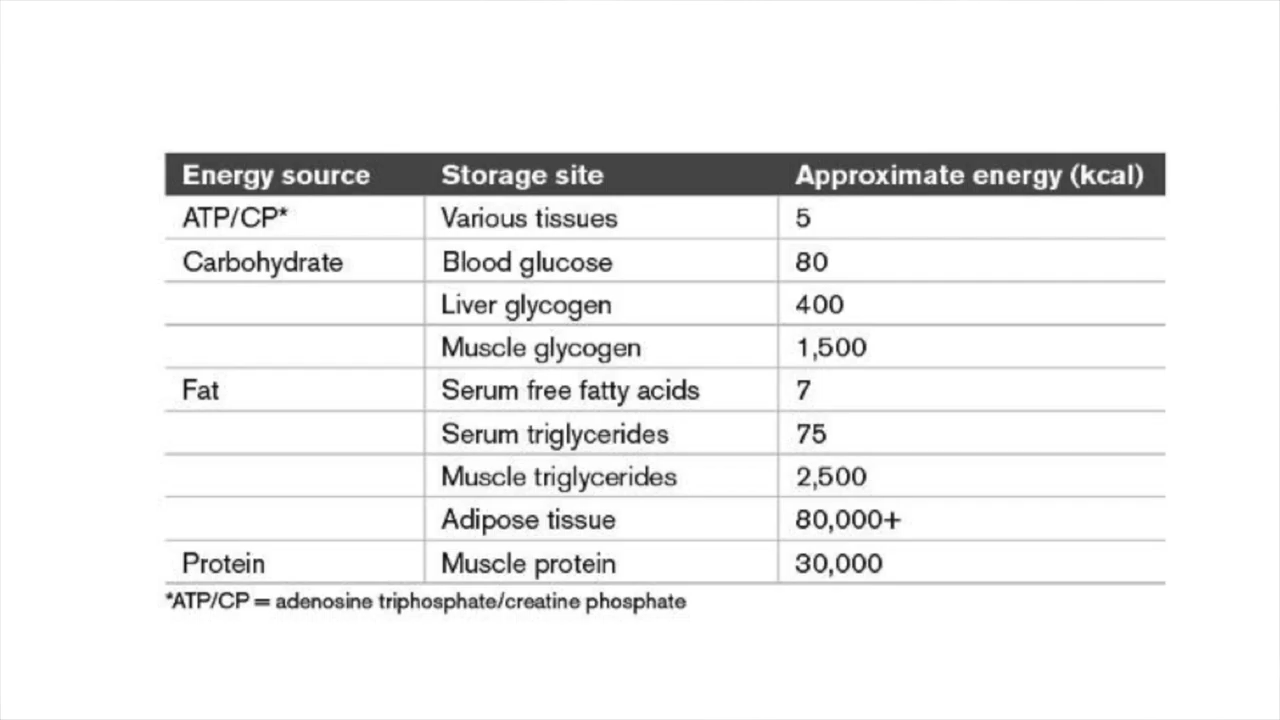 Energy source Storage site Approximate energy (kcal)
ATP/CP* Various tissues 5
Carbohydrate Blood glucose 80
Liver glycogen 400
Muscle glycogen 1,500
Fat Serum free fatty acids 7
Serum triglycerides 75
Muscle triglycerides 2,500
Adipose tissue 80,000+
Protein Muscle protein 30,000
*ATP/CP = adenosine triphosphate/creatine phosphate